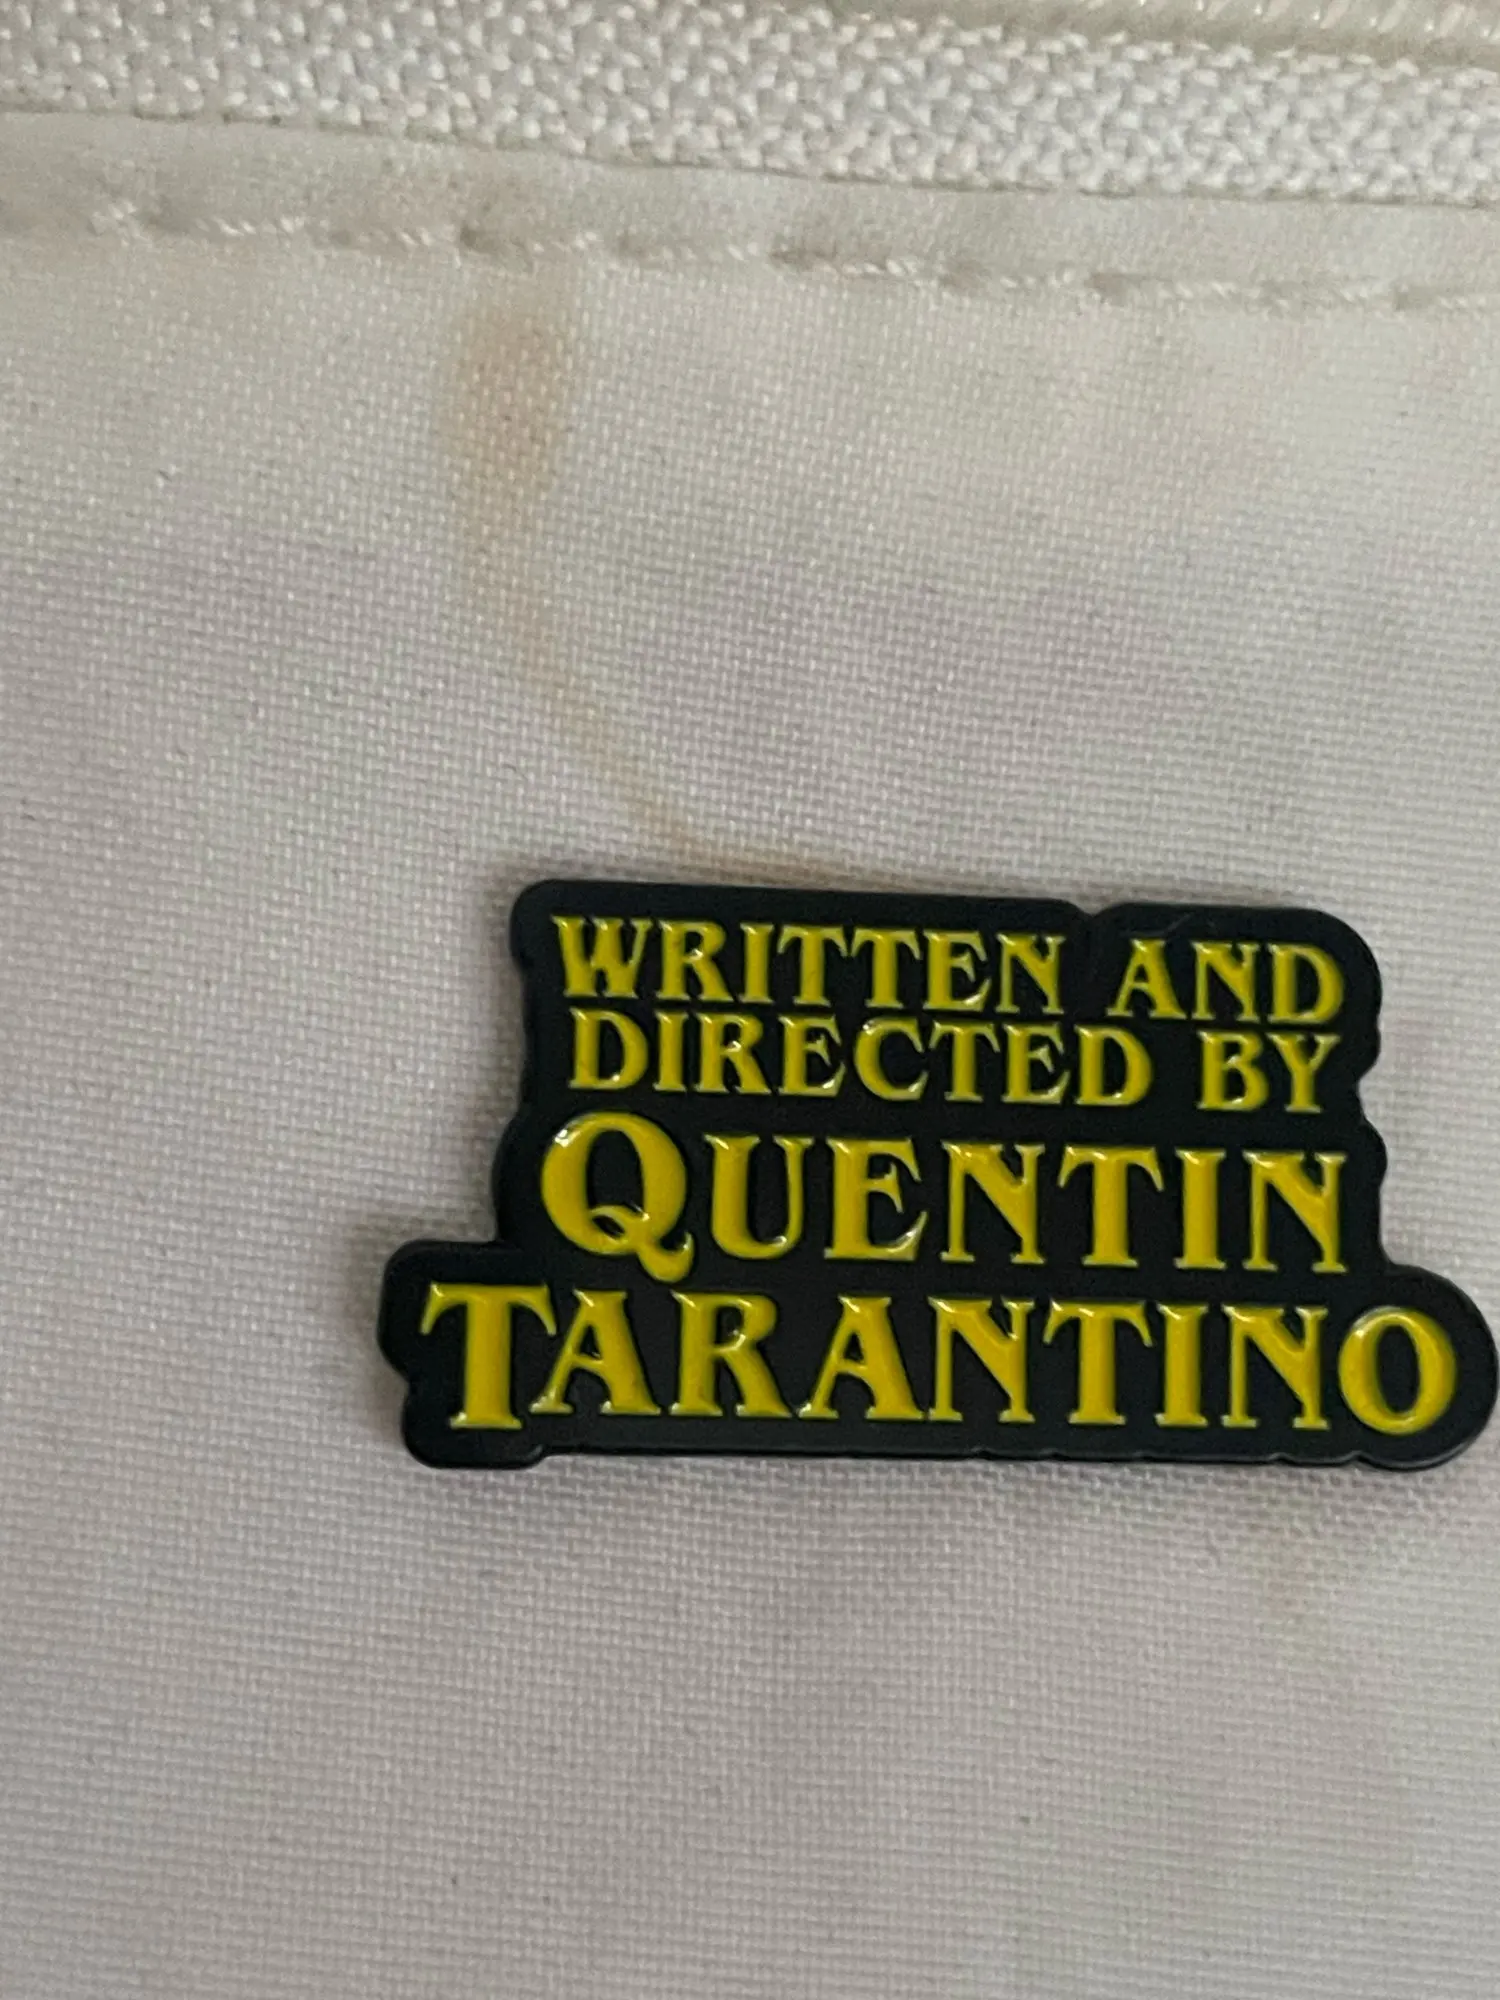 WRITTEN AND
DIRECTED BY
QUENTIN
TARANTINO